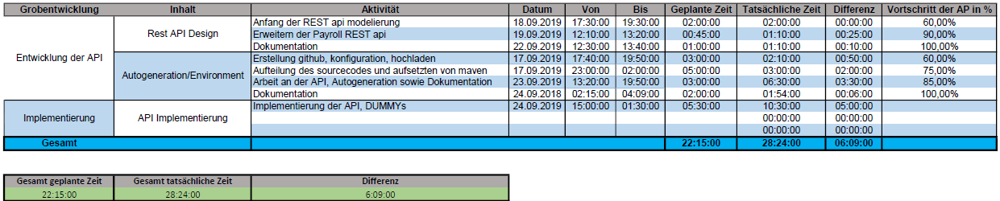 Grobentwicklung Inhalt Aktivität Datum Von Bis Geplante Zeit Tatsächliche Zeit Differenz Vortschritt der AP in %
Entwicklung der API
Rest API Design
Anfang der REST api modelierung 18.09.2019 17:30:00 19:30:00 02:00:00 02:00:00 00:00:00 60,00%
Erweitern der Payroll REST api 19.09.2019 12:10:00 13:20:00 00:45:00 01:10:00 00:25:00 90,00%
Dokumentation 22.09.2019 12:30:00 13:40:00 01:00:00 01:10:00 00:10:00 100,00%
Autogeneration/Environment
Erstellung github, konfiguration, hochladen 17.09.2019 17:40:00 19:50:00 03:00:00 02:10:00 00:50:00 60,00%
Aufteilung des sourcecodes und aufsetzten von maven 17.09.2019 23:00:00 02:00:00 05:00:00 03:00:00 02:00:00 75,00%
Arbeit an der API, Autogeneration sowie Dokumentation 23.09.2019 13:20:00 19:50:00 03:00:00 06:30:00 03:30:00 85,00%
Dokumentation 24.09.2018 02:15:00 04:09:00 02:00:00 01:54:00 00:06:00 100,00%
Implementierung
API Implementierung
Implementierung der API, DUMMYs 24.09.2019 15:00:00 01:30:00 05:30:00 10:30:00 05:00:00
00:00:00 00:00:00
00:00:00 00:00:00
Gesamt 22:15:00 28:24:00 06:09:00
Gesamt geplante Zeit Gesamt tatsächliche Zeit Differenz
22:15:00 28:24:00 6:09:00